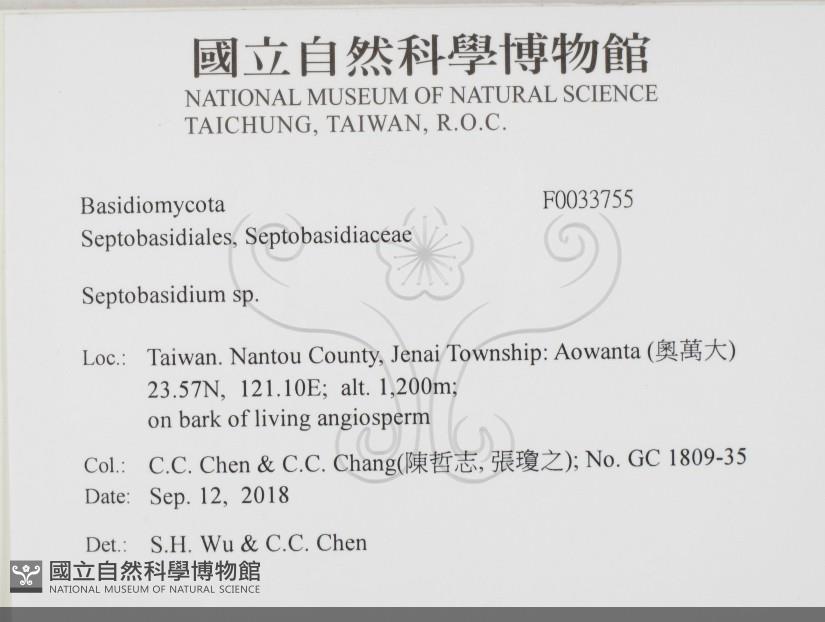 國立自然科學博物館
NATIONAL MUSEUM OF NATURAL SCIENCE
TAICHUNG, TAIWAN, R.O.C.
Basidiomycota F0033755
Septobasidiales, Septobasidiaceae
Septobasidium sp.
Loc.: Taiwan. Nantou County, Jenai Township: Aowanta (奧萬大)
23.57N, 121.10E; alt. 1,200m;
on bark of living angiosperm
Col.: C.C. Chen & C.C. Chang(陳哲志, 張瓊之); No. GC 1809-35
Date: Sep. 12, 2018
Det.: S.H. Wu & C.C. Chen
國立自然科學博物館
NATIONAL MUSEUM OF NATURAL SCIENCE